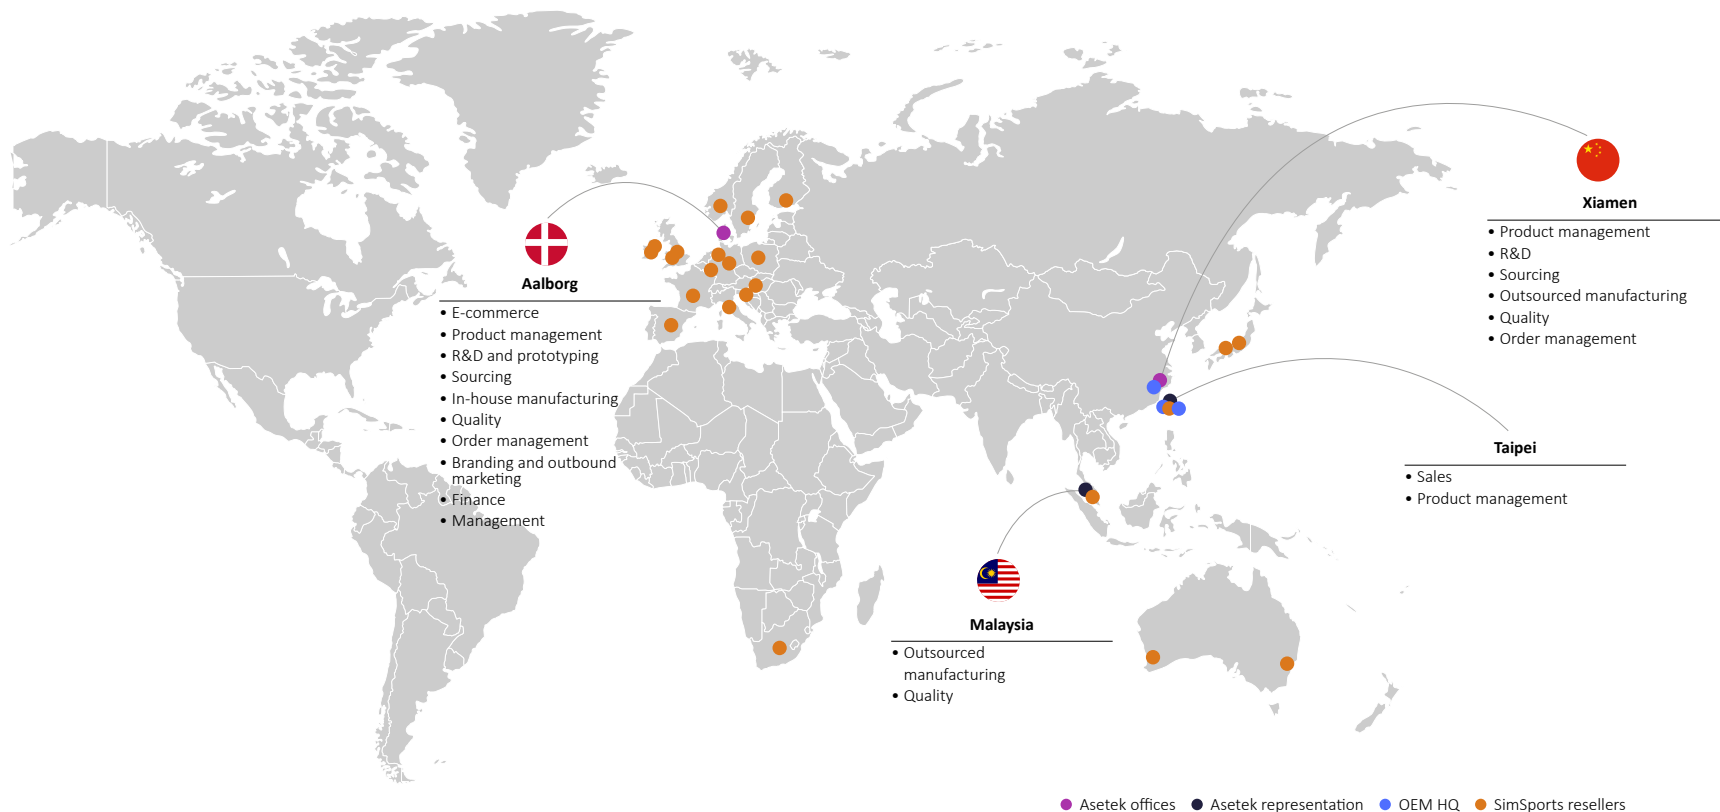 Aalborg
• E-commerce
• Product management
• R&D and prototyping
• Sourcing
• In-house manufacturing
• Quality
• Order management
• Branding and outbound
marketing
• Finance
• Management
Xiamen
• Product management
• R&D
• Sourcing
• Outsourced manufacturing
• Quality
• Order management
Taipei
• Sales
• Product management
Malaysia
• Outsourced
manufacturing
• Quality
Asetek offices
Asetek representation
OEM HQ
SimSports resellers